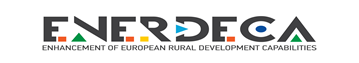 ENERDECA
ENHANCEMENT OF EUROPEAN RURAL DEVELOPMENT CAPABILITIES